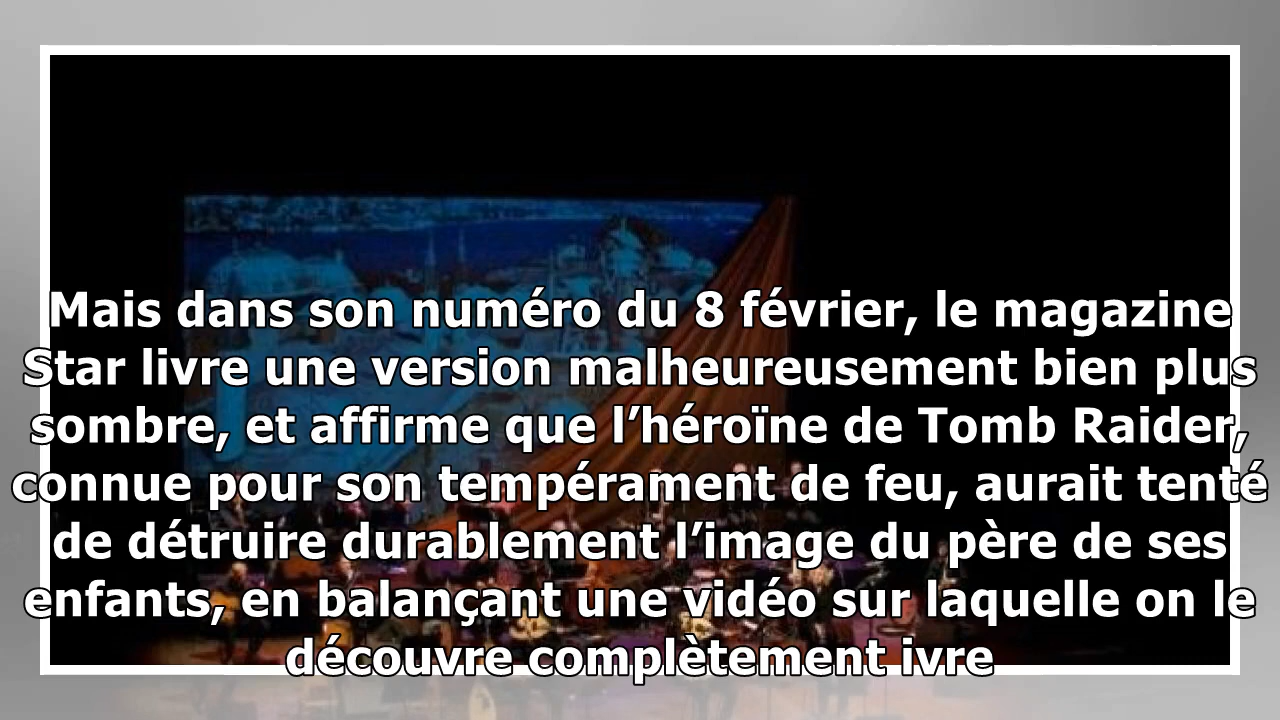 Mais dans son numéro du 8 février, le magazine
Star livre une version malheureusement bien plus
sombre, et affirme que l’héroïne de Tomb Raider,
connue pour son tempérament de feu, aurait tenté
de détruire durablement l’image du père de ses
enfants, en balançant une vidéo sur laquelle on le
découvre complètement ivre